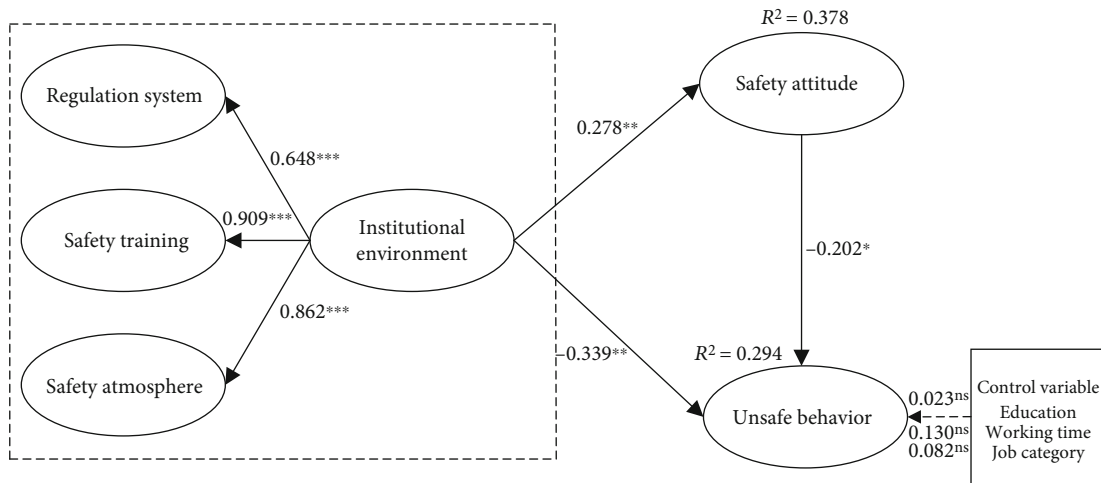 R² = 0.378
Regulation system
Safety attitude
0.278**
0.648***
0.909***
Safety training
Institutional
environment
−0.202*
0.862***
−0.339**
R² = 0.294
Safety atmosphere
Unsafe behavior
0.023ns
0.130ns
0.082ns
Control variable
Education
Working time
Job category